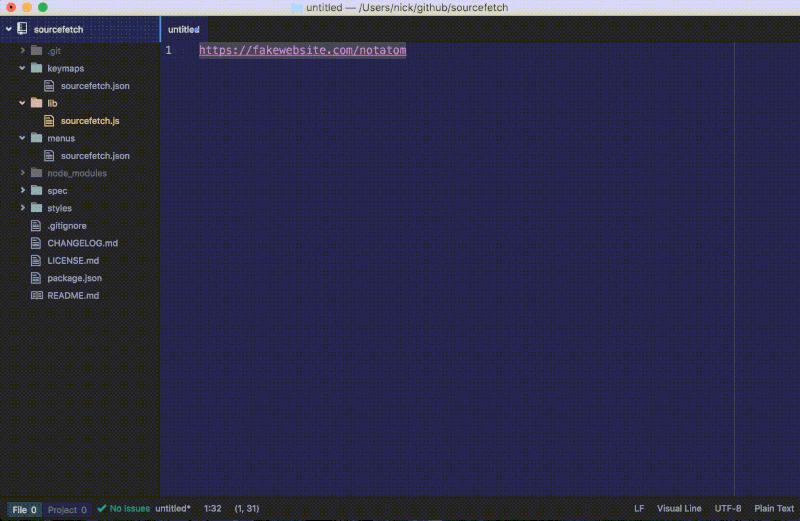 untitled — /Users/nick/github/sourcefetch
sourcefetch
untitled
.git
keymaps
sourcefetch.json
lib
sourcefetch.js
menus
sourcefetch.json
node_modules
spec
styles
.gitignore
CHANGELOG.md
LICENSE.md
package.json
README.md
1 https://fakewebsite.com/notatom
File 0 Project 0 No Issues untitled* 1:32 (1, 31) LF Visual Line UTF-8 Plain Text